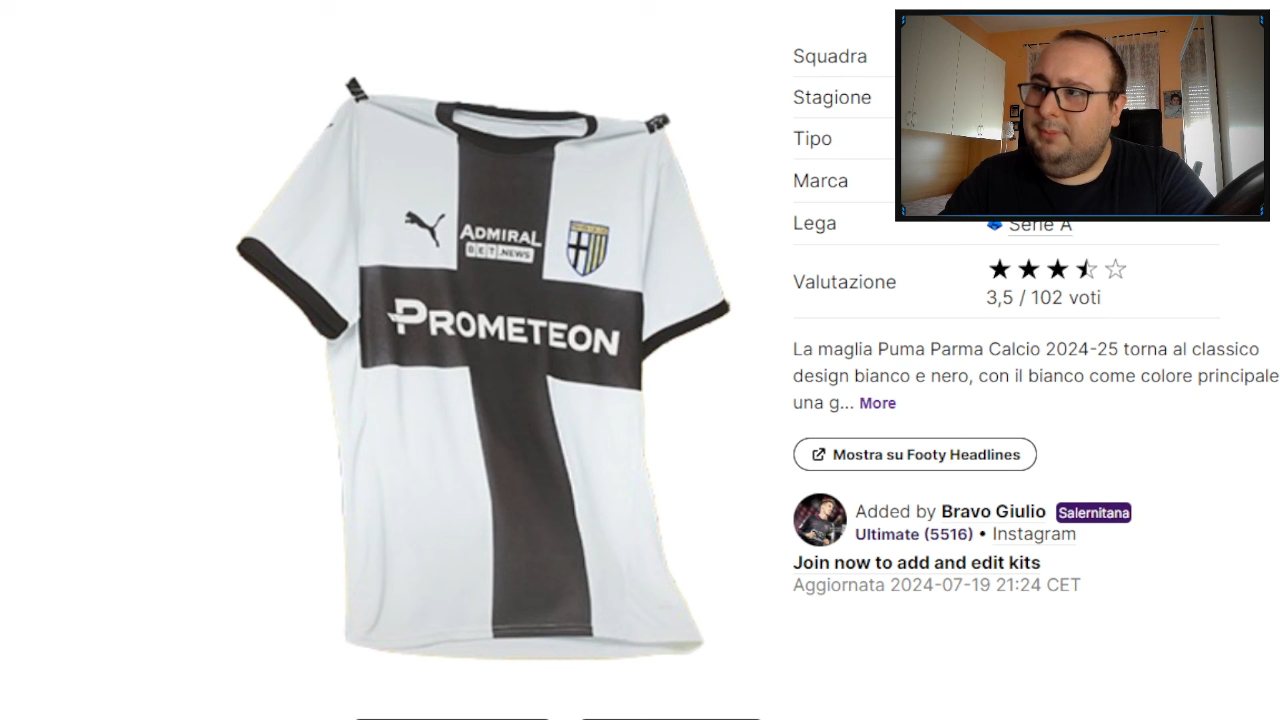 ADMIRAL
BET.NEWS
PROMETEON
Squadra
Stagione
Tipo
Marca
Lega
Serie A
Valutazione
3,5 / 102 voti
La maglia Puma Parma Calcio 2024-25 torna al classico
design bianco e nero, con il bianco come colore principale
una g... More
Mostra su Footy Headlines
Added by Bravo Giulio Salernitana
Ultimate (5516) • Instagram
Join now to add and edit kits
Aggiornata 2024-07-19 21:24 CET